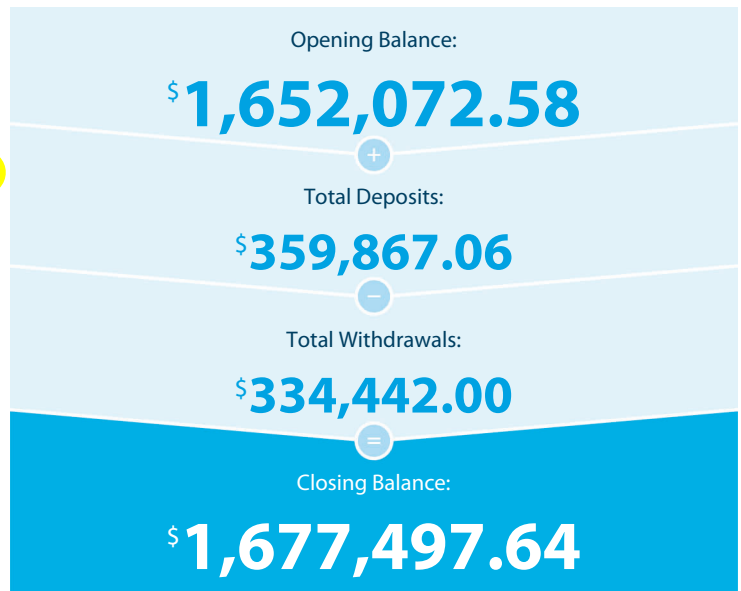 Opening Balance:
$1,652,072.58
+
Total Deposits:
$359,867.06
−
Total Withdrawals:
$334,442.00
=
Closing Balance:
$1,677,497.64